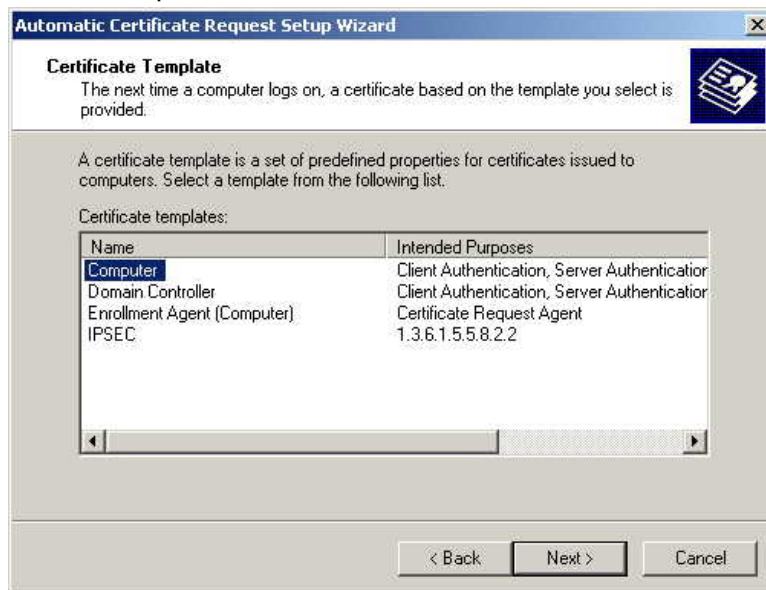 Automatic Certificate Request Setup Wizard
Certificate Template
The next time a computer logs on, a certificate based on the template you select is
provided.
A certificate template is a set of predefined properties for certificates issued to
computers. Select a template from the following list.
Certificate templates:
Name Intended Purposes
Computer Client Authentication, Server Authentication
Domain Controller Client Authentication, Server Authentication
Enrollment Agent (Computer) Certificate Request Agent
IPSEC 1.3.6.1.5.5.8.2.2
< Back Next > Cancel